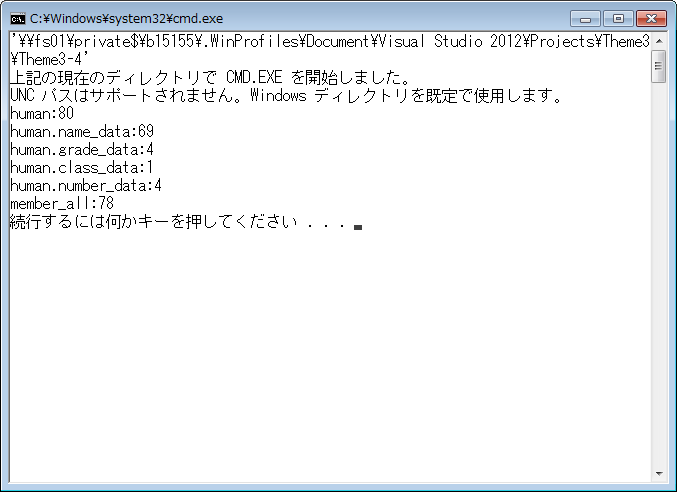 C:¥Windows¥system32¥cmd.exe
'¥¥fs01¥private$¥b15155¥.WinProfiles¥Document¥Visual Studio 2012¥Projects¥Theme3
¥Theme3-4'
上記の現在のディレクトリで CMD.EXE を開始しました。
UNC パスはサポートされません。Windows ディレクトリを既定で使用します。
human:80
human.name_data:69
human.grade_data:4
human.class_data:1
human.number_data:4
member_all:78
続行するには何かキーを押してください . . .